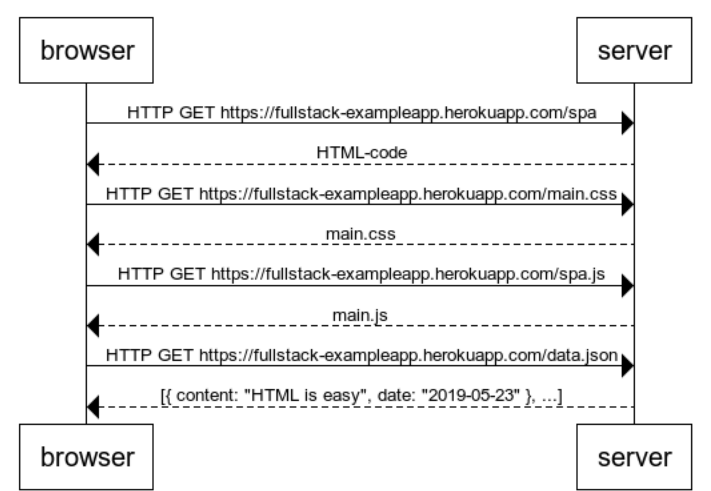 browser
server
HTTP GET https://fullstack-exampleapp.herokuapp.com/spa
HTML-code
HTTP GET https://fullstack-exampleapp.herokuapp.com/main.css
main.css
HTTP GET https://fullstack-exampleapp.herokuapp.com/spa.js
main.js
HTTP GET https://fullstack-exampleapp.herokuapp.com/data.json
[{ content: "HTML is easy", date: "2019-05-23" }, ...]
browser
server